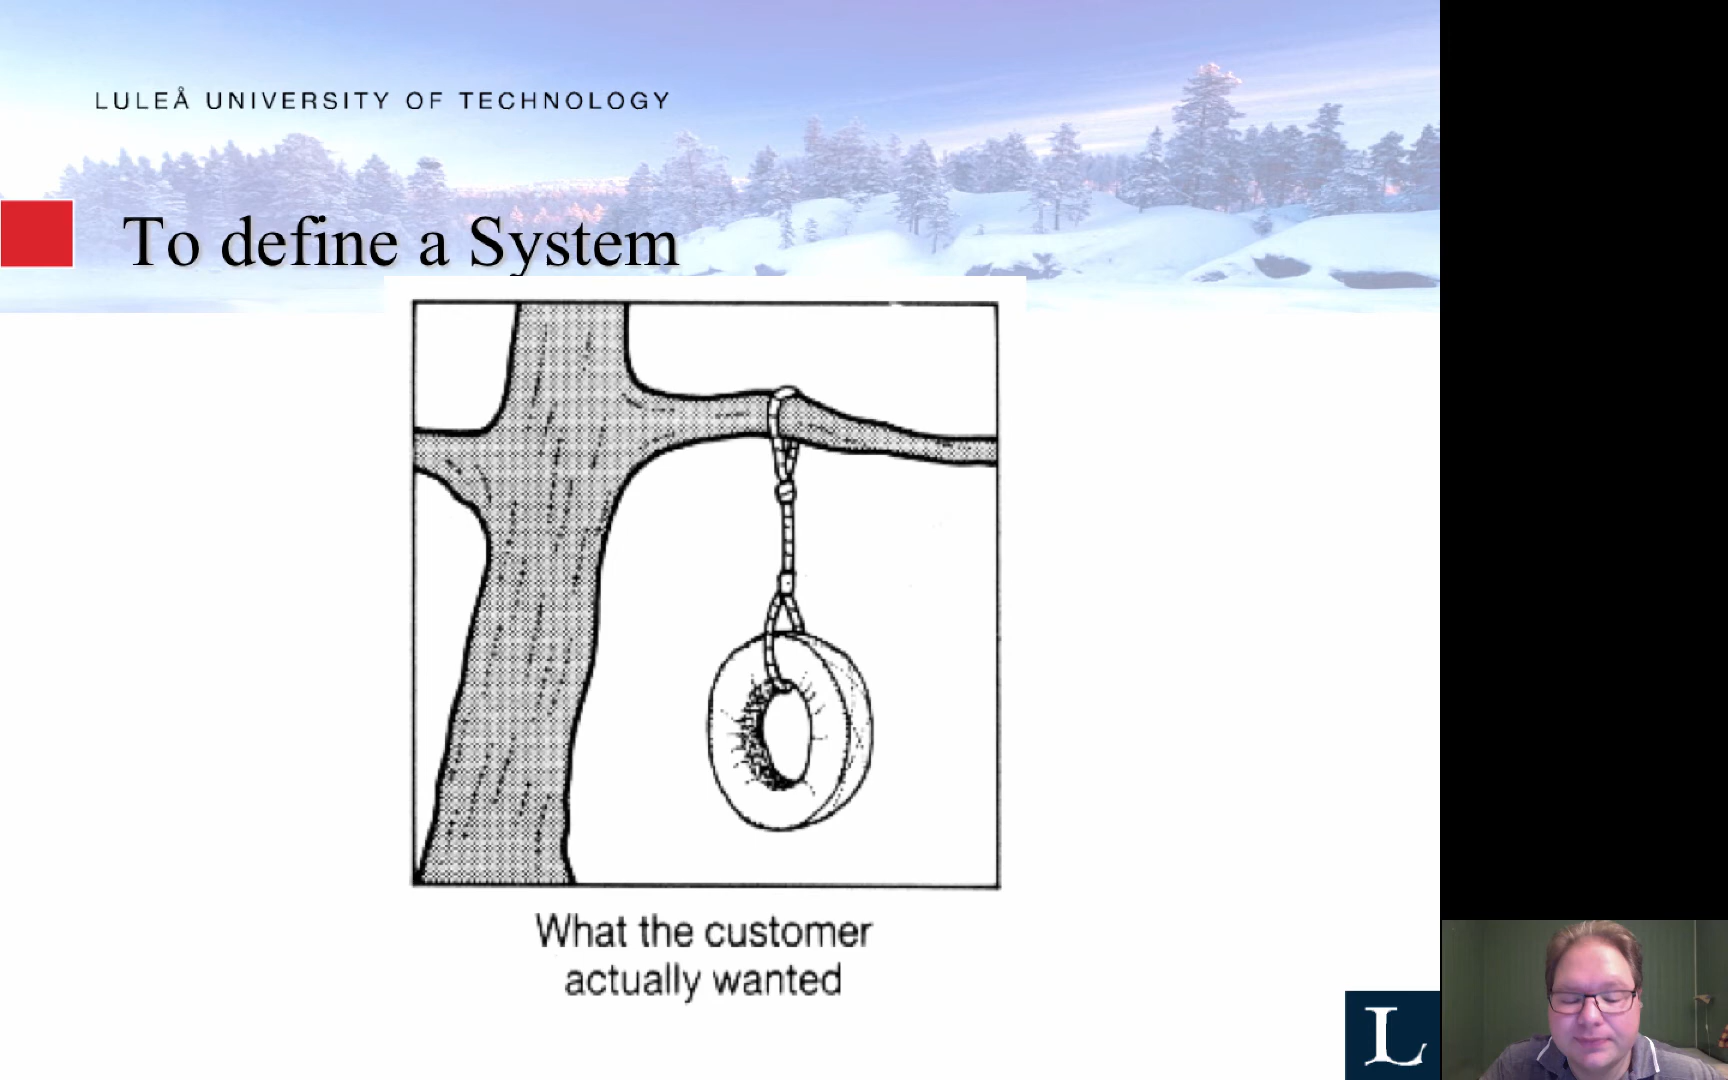 LULEÅ UNIVERSITY OF TECHNOLOGY
To define a System
What the customer
actually wanted
L